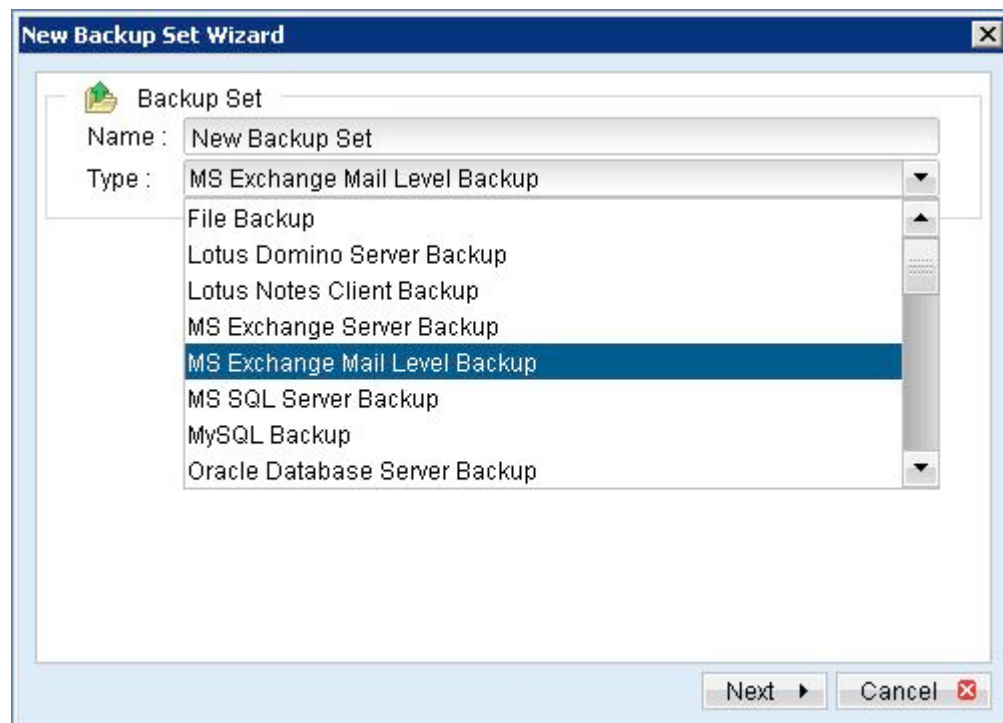 New Backup Set Wizard
Backup Set
Name : New Backup Set
Type : MS Exchange Mail Level Backup
File Backup
Lotus Domino Server Backup
Lotus Notes Client Backup
MS Exchange Server Backup
MS Exchange Mail Level Backup
MS SQL Server Backup
MySQL Backup
Oracle Database Server Backup
Next Cancel